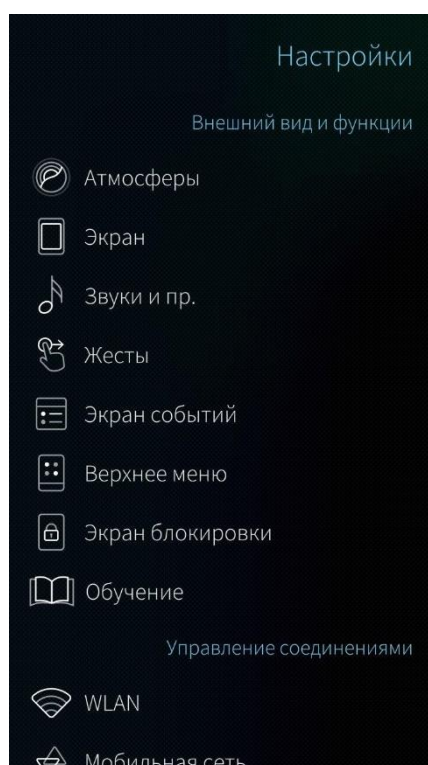 Настройки
Внешний вид и функции
Атмосферы
Экран
Звуки и пр.
Жесты
Экран событий
Верхнее меню
Экран блокировки
Обучение
Управление соединениями
WLAN
Мобильная сеть